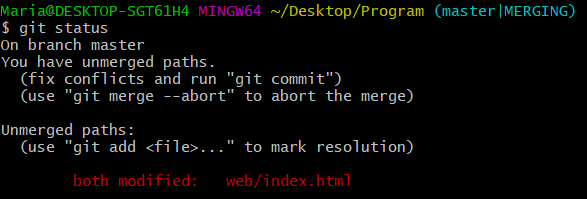 Maria@DESKTOP-SGT61H4 MINGW64 ~/Desktop/Program (master|MERGING)
$ git status
On branch master
You have unmerged paths.
  (fix conflicts and run "git commit")
  (use "git merge --abort" to abort the merge)

Unmerged paths:
  (use "git add <file>..." to mark resolution)

        both modified:   web/index.html